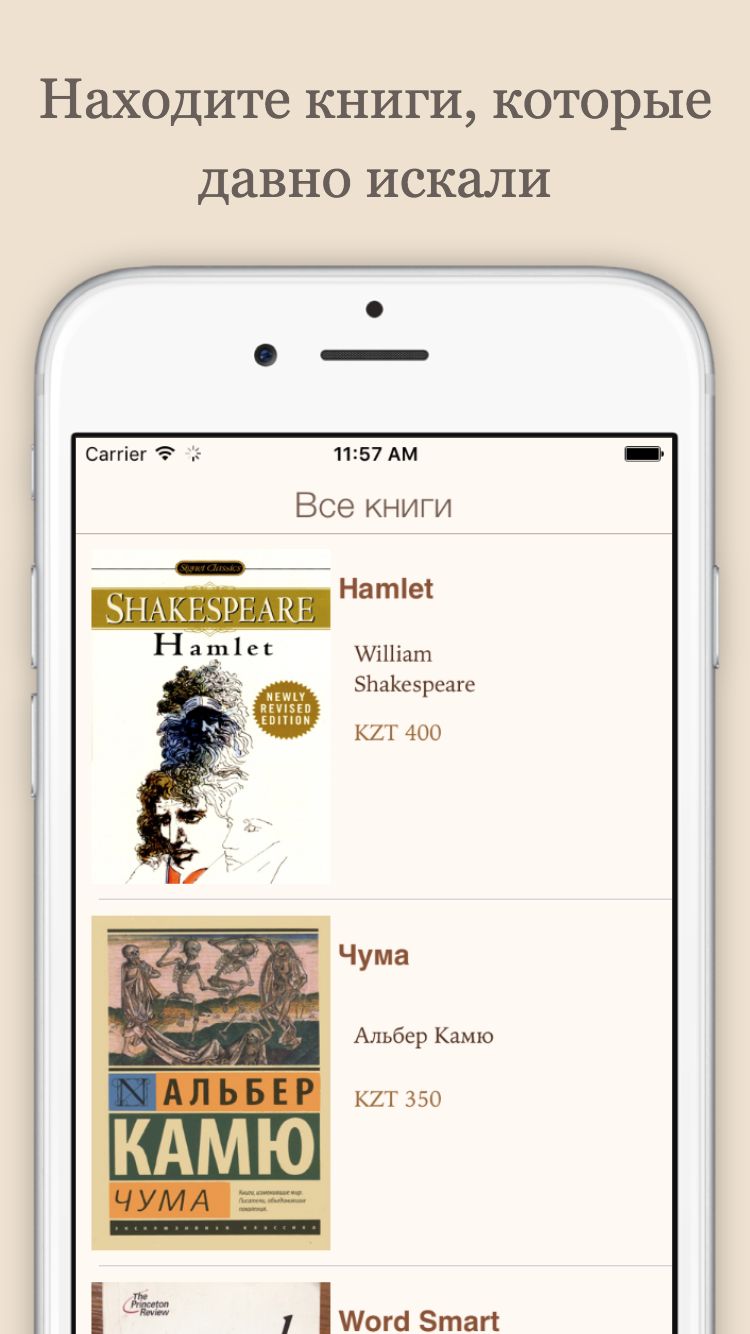 Находите книги, которые
давно искали
Carrier
11:57 AM
Все книги
Signet Classics
SHAKESPEARE
Hamlet
NEWLY
REVISED
EDITION
Hamlet
William
Shakespeare
KZT 400
АЛЬБЕР
КАМЮ
ЧУМА
Книги, изменившие мир.
Писатели, объединившие
поколения.
ЭКСКЛЮЗИВНАЯ КЛАССИКА
Чума
Альбер Камю
KZT 350
The
Princeton
Review
Word Smart